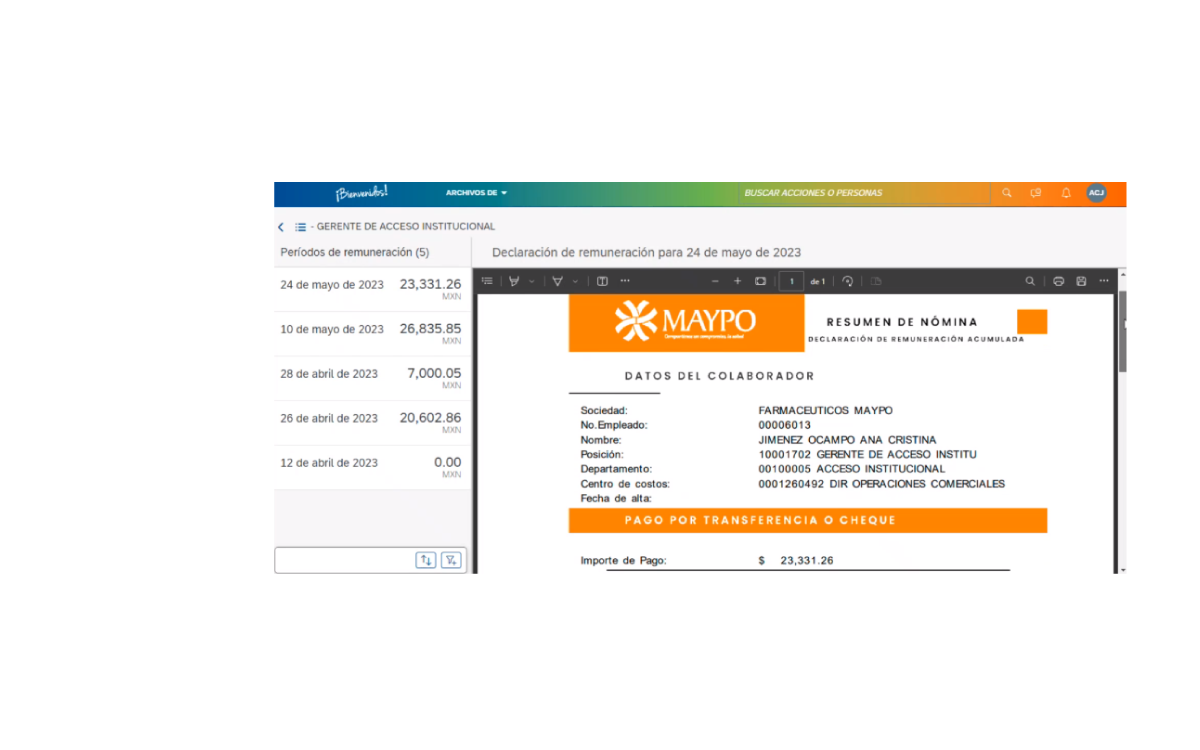 ¡Bienvenidos!
ARCHIVOS DE
BUSCAR ACCIONES O PERSONAS
ACJ
- GERENTE DE ACCESO INSTITUCIONAL
Períodos de remuneración (5)
Declaración de remuneración para 24 de mayo de 2023
24 de mayo de 2023 23,331.26
MXN
10 de mayo de 2023 26,835.85
MXN
28 de abril de 2023 7,000.05
MXN
26 de abril de 2023 20,602.86
MXN
12 de abril de 2023 0.00
MXN
1 de 1
MAYPO
RESUMEN DE NÓMINA
DECLARACIÓN DE REMUNERACIÓN ACUMULADA
DATOS DEL COLABORADOR
Sociedad: FARMACEUTICOS MAYPO
No.Empleado: 00006013
Nombre: JIMENEZ OCAMPO ANA CRISTINA
Posición: 10001702 GERENTE DE ACCESO INSTITU
Departamento: 00100005 ACCESO INSTITUCIONAL
Centro de costos: 0001260492 DIR OPERACIONES COMERCIALES
Fecha de alta:
PAGO POR TRANSFERENCIA O CHEQUE
Importe de Pago: $ 23,331.26